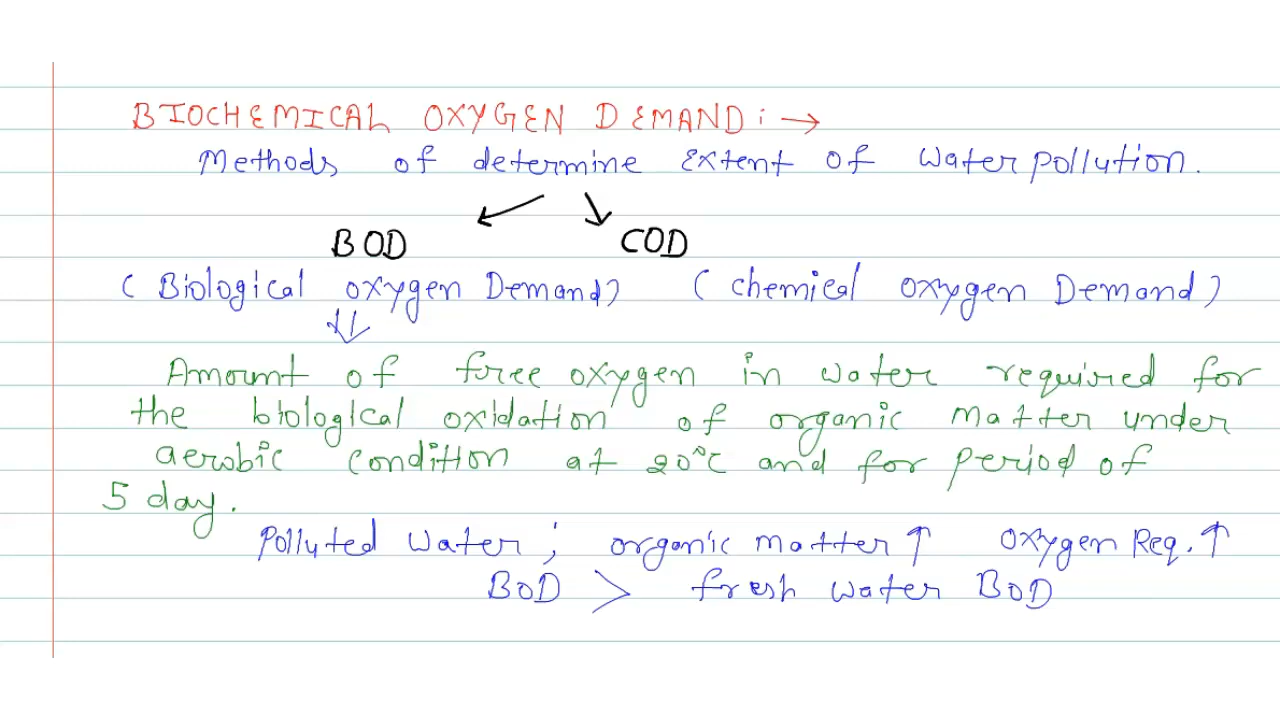 BIOCHEMICAL OXYGEN DEMAND : →
Methods of determine Extent of Water pollution.
BOD COD
( Biological oxygen Demand) ( chemical oxygen Demand)
Amount of free oxygen in water required for
the biological oxidation of organic matter under
aerobic condition at 20°C and for period of
5 day.
Polluted Water ; organic matter ↑ Oxygen Req. ↑
BOD > fresh water BOD